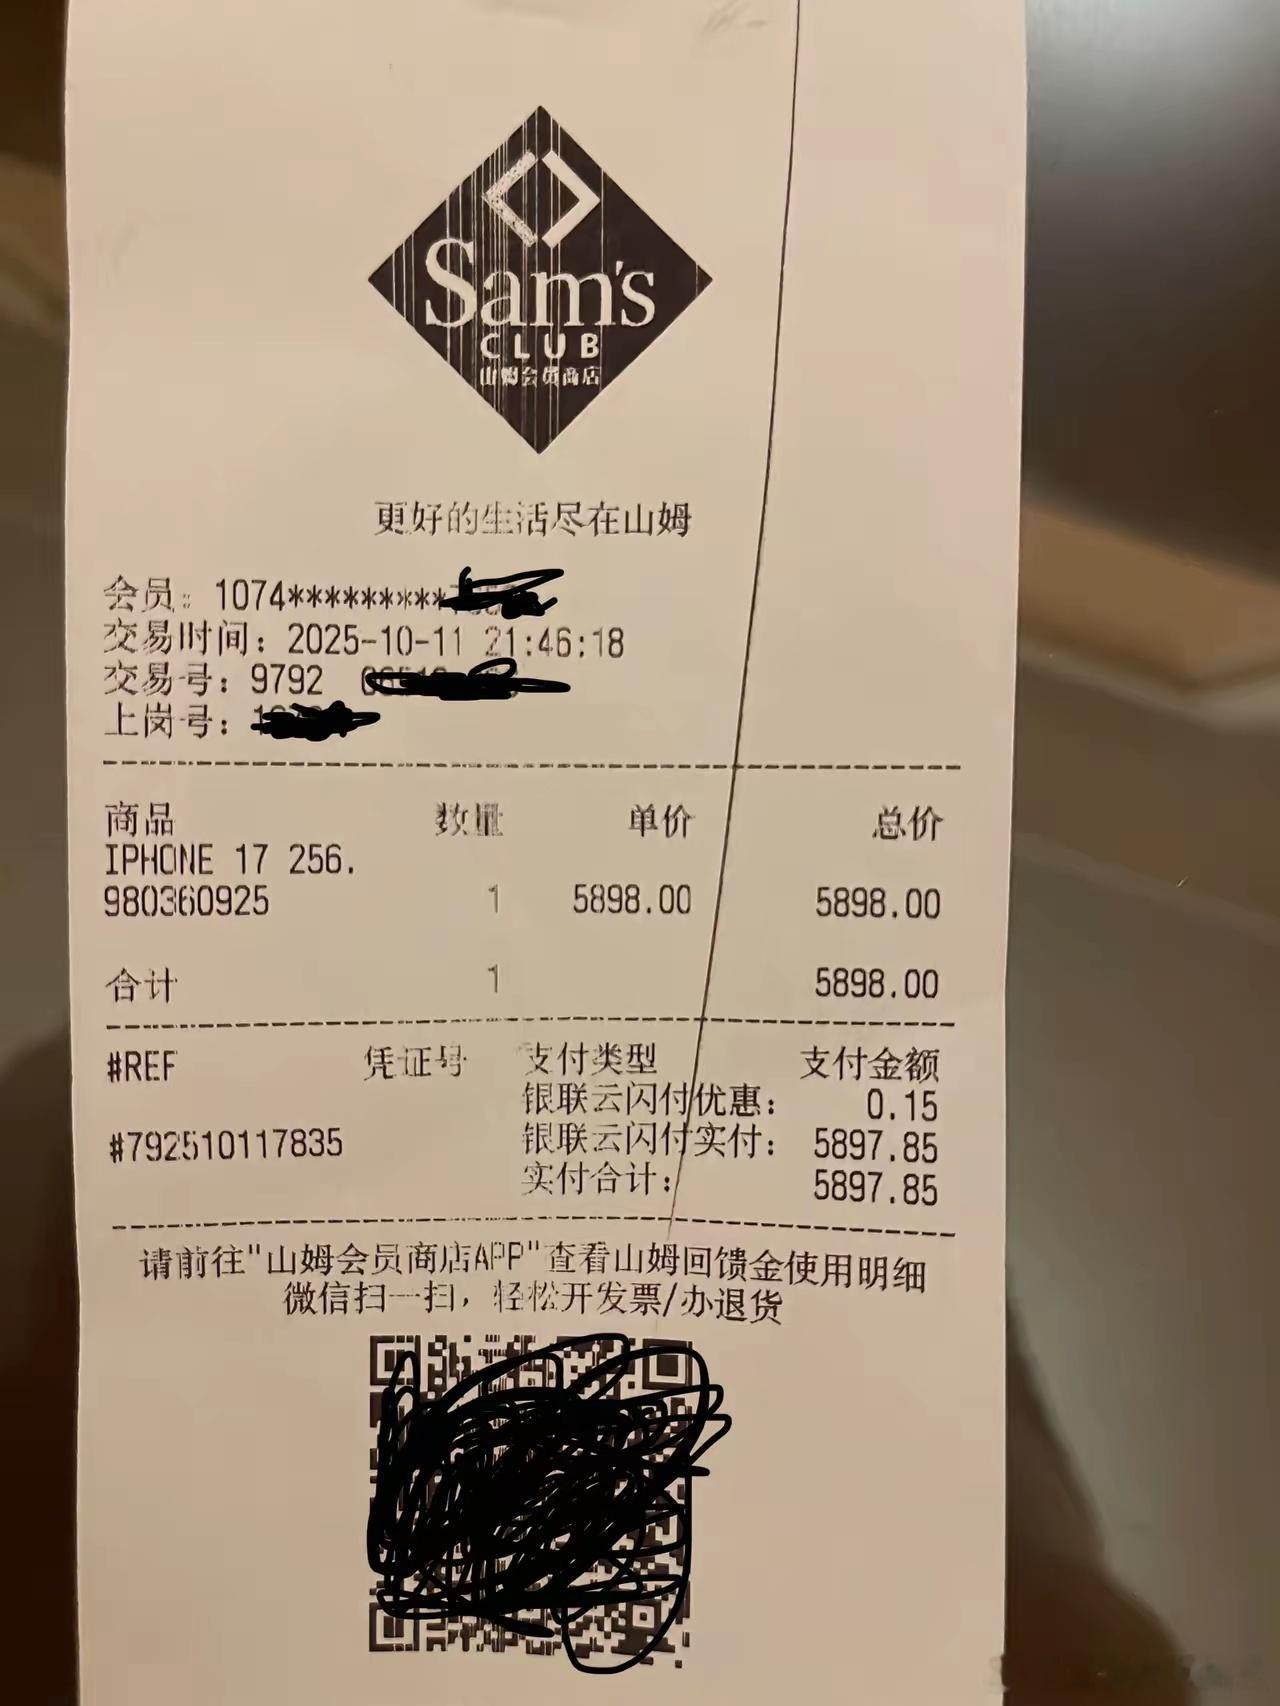 Sam's
CLUB
山姆会员商店
更好的生活尽在山姆
会员: 1074*********
交易时间: 2025-10-11 21:46:18
交易号: 9792
上岗号:
商品 数量 单价 总价
IPHONE 17 256.
980360925 1 5898.00 5898.00
合计 1 5898.00
#REF 凭证号 支付类型 支付金额
银联云闪付优惠: 0.15
#792510117835 银联云闪付实付: 5897.85
实付合计: 5897.85
请前往"山姆会员商店APP"查看山姆回馈金使用明细
微信扫一扫, 轻松开发票/办退货